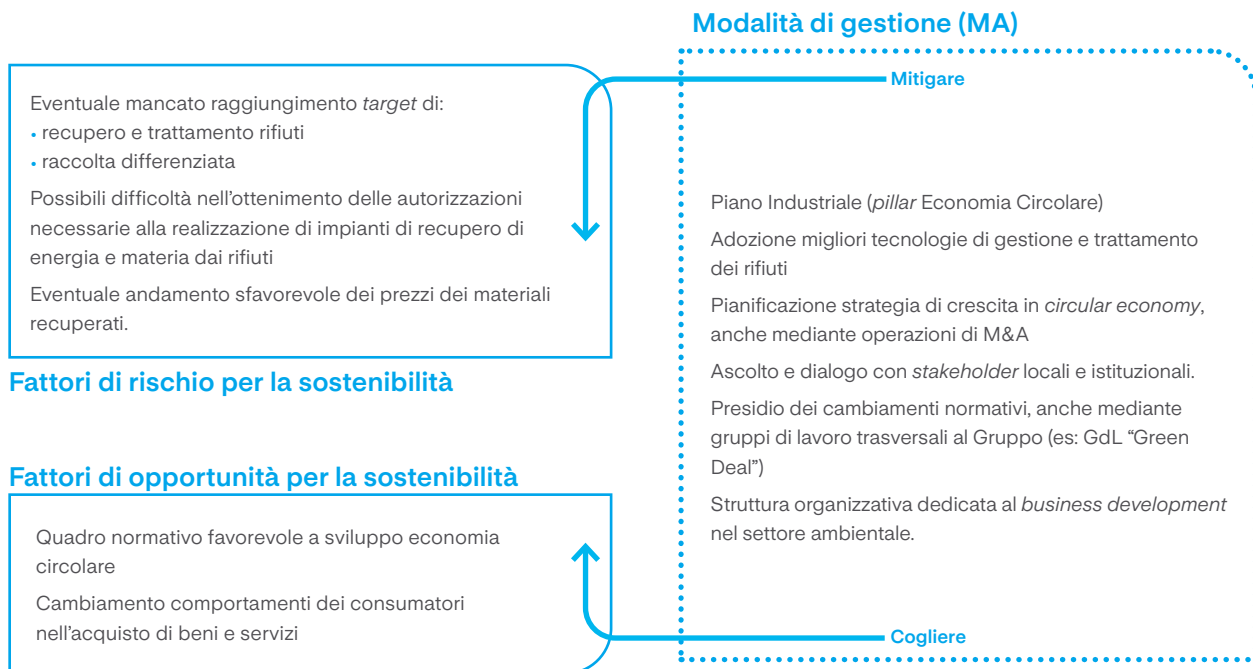 Modalità di gestione (MA)
Mitigare
Eventuale mancato raggiungimento target di:
• recupero e trattamento rifiuti
• raccolta differenziata
Possibili difficoltà nell’ottenimento delle autorizzazioni
necessarie alla realizzazione di impianti di recupero di
energia e materia dai rifiuti
Eventuale andamento sfavorevole dei prezzi dei materiali
recuperati.
Fattori di rischio per la sostenibilità
Fattori di opportunità per la sostenibilità
Quadro normativo favorevole a sviluppo economia
circolare
Cambiamento comportamenti dei consumatori
nell’acquisto di beni e servizi
Piano Industriale (pillar Economia Circolare)
Adozione migliori tecnologie di gestione e trattamento
dei rifiuti
Pianificazione strategia di crescita in circular economy,
anche mediante operazioni di M&A
Ascolto e dialogo con stakeholder locali e istituzionali.
Presidio dei cambiamenti normativi, anche mediante
gruppi di lavoro trasversali al Gruppo (es: GdL “Green
Deal”)
Struttura organizzativa dedicata al business development
nel settore ambientale.
Cogliere